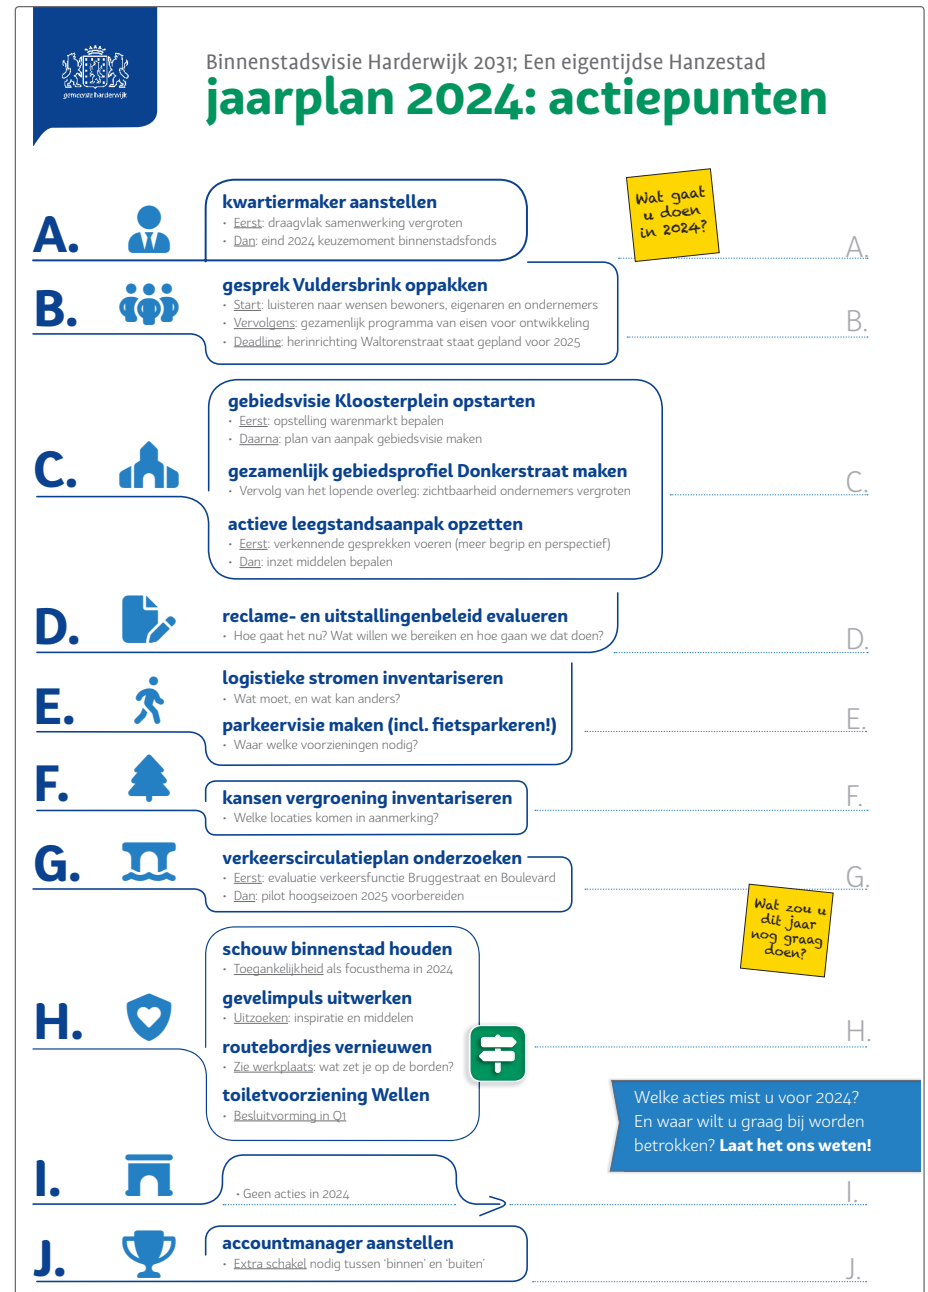 gemeente harderwijk
Binnenstadsvisie Harderwijk 2031; Een eigentijdse Hanzestad
jaarplan 2024: actiepunten
Wat gaat
u doen
in 2024?
A.
kwartiermaker aanstellen
• Eerst: draagvlak samenwerking vergroten
• Dan: eind 2024 keuzemoment binnenstadsfonds
A.
B.
gesprek Vuldersbrink oppakken
• Start: luisteren naar wensen bewoners, eigenaren en ondernemers
• Vervolgens: gezamenlijk programma van eisen voor ontwikkeling
• Deadline: herinrichting Waltorenstraat staat gepland voor 2025
B.
C.
gebiedsvisie Kloosterplein opstarten
• Eerst: opstelling warenmarkt bepalen
• Daarna: plan van aanpak gebiedsvisie maken
gezamenlijk gebiedsprofiel Donkerstraat maken
• Vervolg van het lopende overleg: zichtbaarheid ondernemers vergroten
actieve leegstandsaanpak opzetten
• Eerst: verkennende gesprekken voeren (meer begrip en perspectief)
• Dan: inzet middelen bepalen
C.
D.
reclame- en uitstallingenbeleid evalueren
• Hoe gaat het nu? Wat willen we bereiken en hoe gaan we dat doen?
D.
E.
logistieke stromen inventariseren
• Wat moet, en wat kan anders?
parkeervisie maken (incl. fietsparkeren!)
• Waar welke voorzieningen nodig?
E.
F.
kansen vergroening inventariseren
• Welke locaties komen in aanmerking?
F.
G.
verkeerscirculatieplan onderzoeken
• Eerst: evaluatie verkeersfunctie Bruggestraat en Boulevard
• Dan: pilot hoogseizoen 2025 voorbereiden
G.
Wat zou u
dit jaar
nog graag
doen?
H.
schouw binnenstad houden
• Toegankelijkheid als focusthema in 2024
gevelimpuls uitwerken
• Uitzoeken: inspiratie en middelen
routebordjes vernieuwen
• Zie werkplaats: wat zet je op de borden?
toiletvoorziening Wellen
• Besluitvorming in Q1
H.
Welke acties mist u voor 2024?
En waar wilt u graag bij worden
betrokken? Laat het ons weten!
I.
• Geen acties in 2024
I.
J.
accountmanager aanstellen
• Extra schakel nodig tussen 'binnen' en 'buiten'
J.